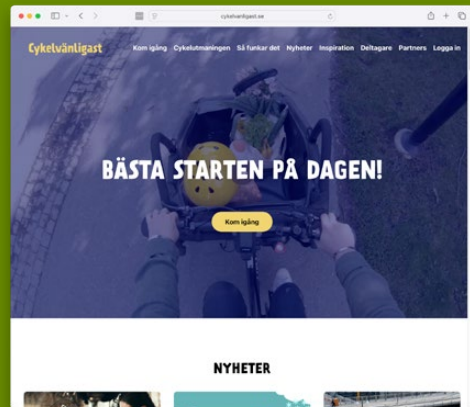 cykelvanligast.se
Cykelvänligast
Kom igång Cykelutmaningen Så funkar det Nyheter Inspiration Deltagare Partners Logga in
BÄSTA STARTEN PÅ DAGEN!
Kom igång
NYHETER